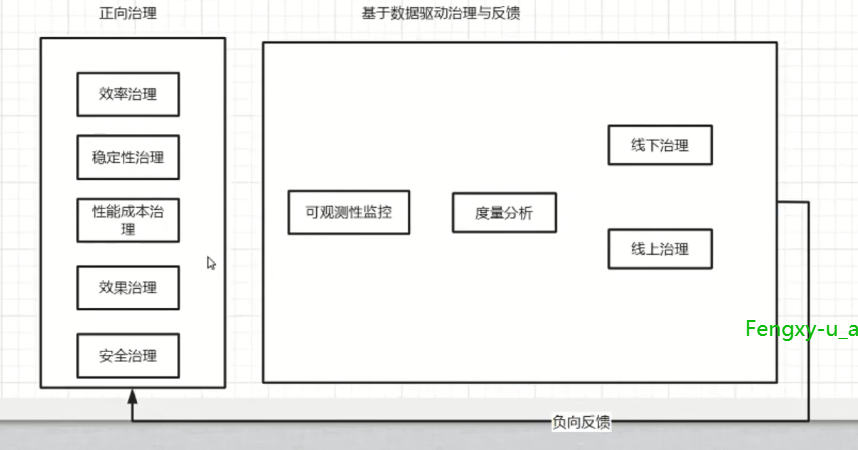 正向治理
基于数据驱动治理与反馈
效率治理
稳定性治理
性能成本治
理
效果治理
安全治理
可观测性监控
度量分析
线下治理
线上治理
Fengxy-u_a
负向反馈